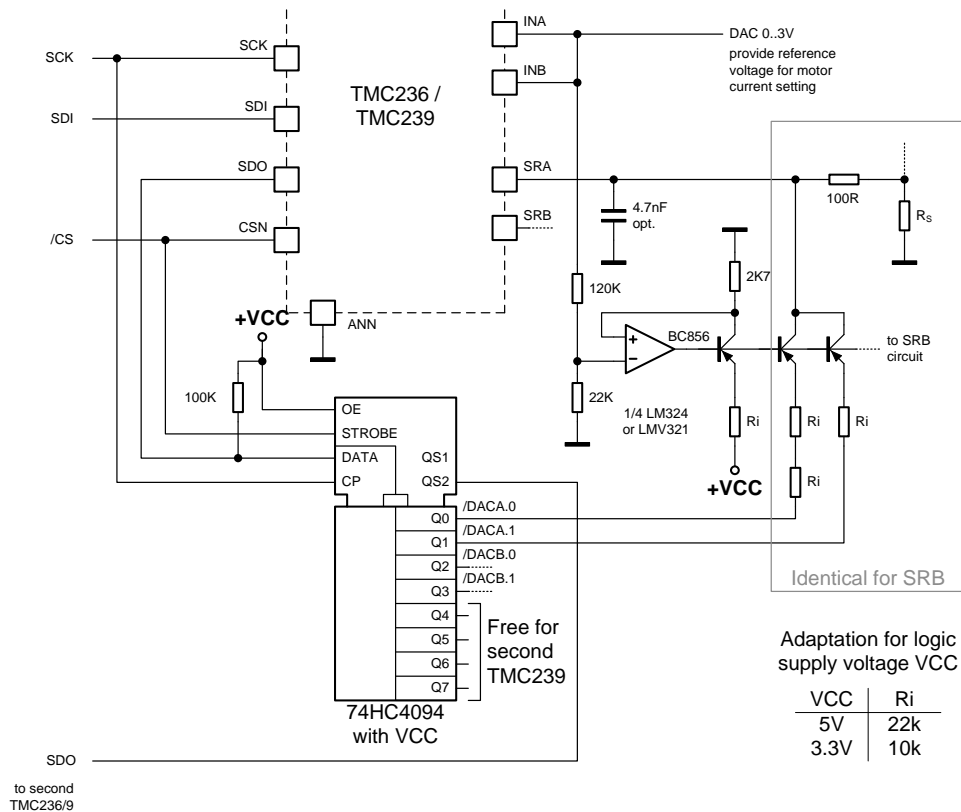 SCK
SDI
/CS
SCK
SDI
SDO
CSN
TMC236 /
TMC239
INA
INB
SRA
SRB
ANN
DAC 0..3V
provide reference
voltage for motor
current setting
4.7nF
opt.
100R
RS
2K7
120K
22K
+
−
BC856
1/4 LM324
or LMV321
Ri
Ri
Ri
Ri
+VCC
to SRB
circuit
Identical for SRB
+VCC
100K
OE
STROBE
DATA
CP
QS1
QS2
Q0
Q1
Q2
Q3
Q4
Q5
Q6
Q7
/DACA.0
/DACA.1
/DACB.0
/DACB.1
Free for
second
TMC239
74HC4094
with VCC
Adaptation for logic
supply voltage VCC
VCC Ri
5V 22k
3.3V 10k
SDO
to second
TMC236/9